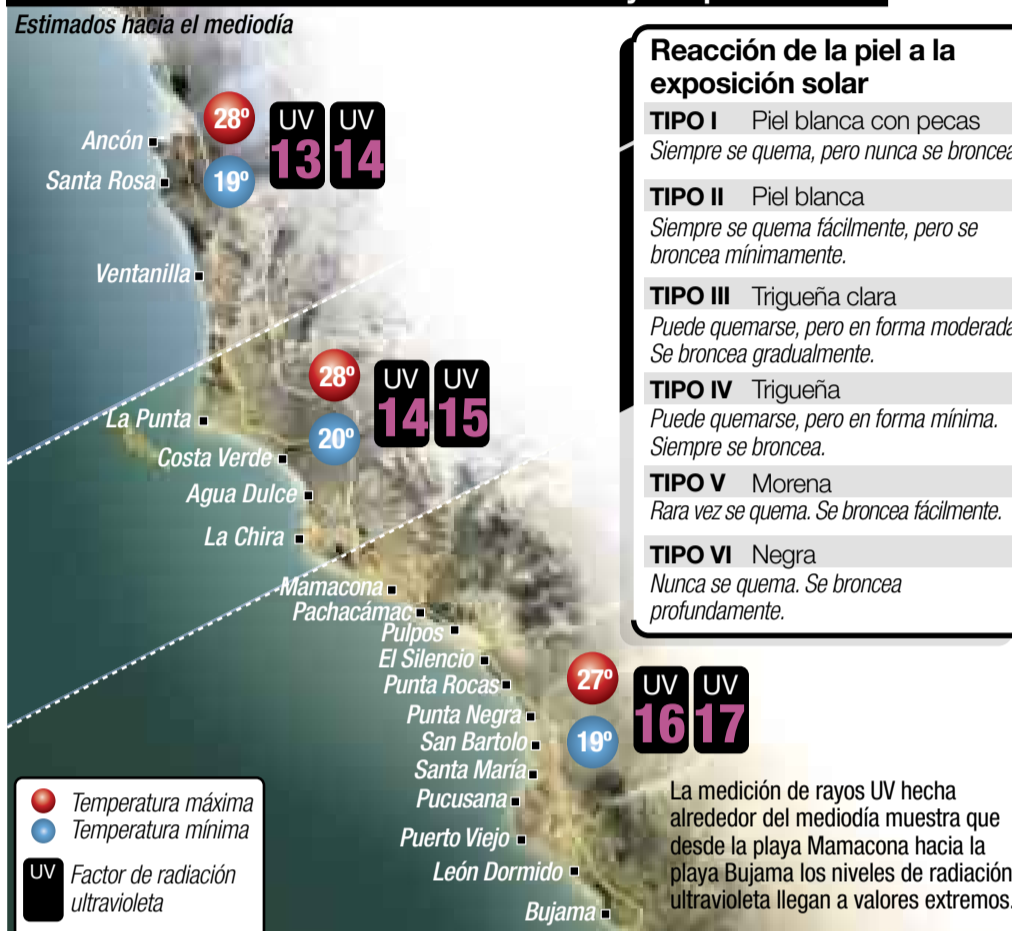 Estimados hacia el mediodía
28º
UV
13
UV
14
19º
Ancón
Santa Rosa
Ventanilla
28º
UV
14
UV
15
20º
La Punta
Costa Verde
Agua Dulce
La Chira
Mamacona
Pachacámac
Pulpos
El Silencio
Punta Rocas
Punta Negra
San Bartolo
Santa María
Pucusana
Puerto Viejo
León Dormido
Bujama
27º
UV
16
UV
17
19º
Reacción de la piel a la
exposición solar
TIPO I Piel blanca con pecas
Siempre se quema, pero nunca se broncea
TIPO II Piel blanca
Siempre se quema fácilmente, pero se
broncea mínimamente.
TIPO III Trigueña clara
Puede quemarse, pero en forma moderada
Se broncea gradualmente.
TIPO IV Trigueña
Puede quemarse, pero en forma mínima.
Siempre se broncea.
TIPO V Morena
Rara vez se quema. Se broncea fácilmente.
TIPO VI Negra
Nunca se quema. Se broncea
profundamente.
La medición de rayos UV hecha
alrededor del mediodía muestra que
desde la playa Mamacona hacia la
playa Bujama los niveles de radiación
ultravioleta llegan a valores extremos.
Temperatura máxima
Temperatura mínima
UV Factor de radiación
ultravioleta